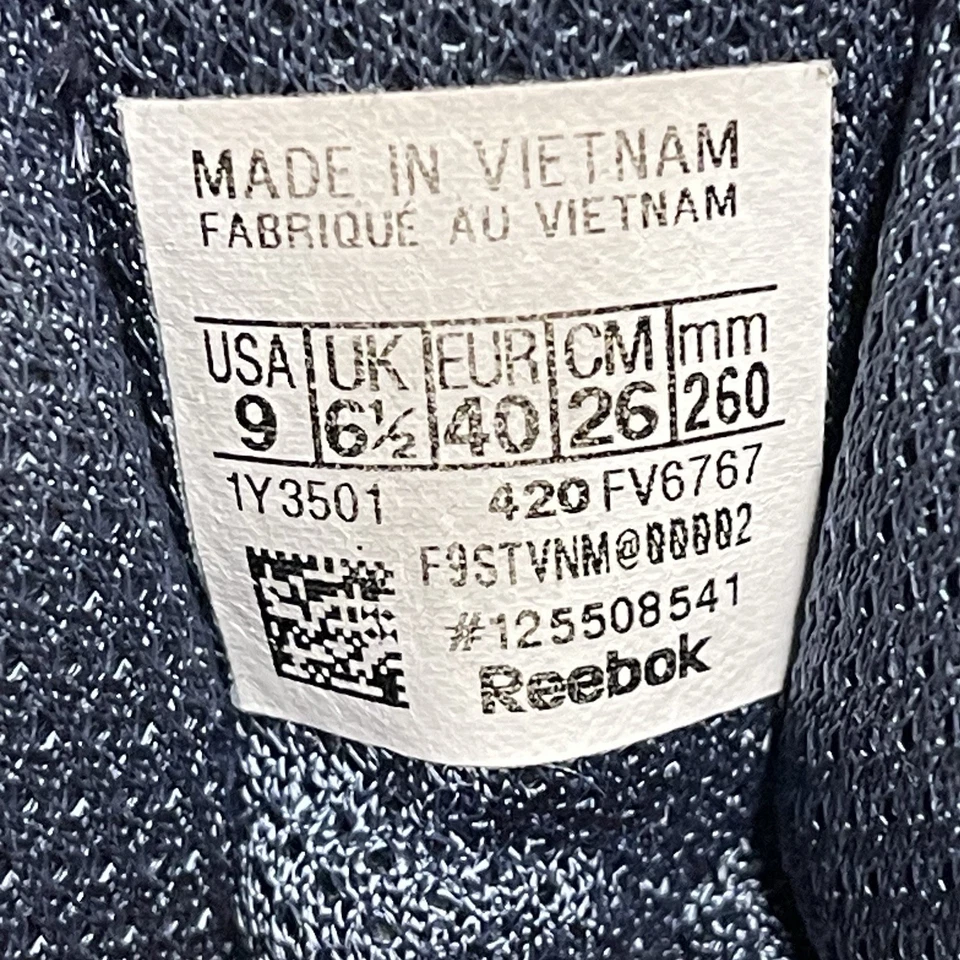 MADE IN VIETNAM
FABRIQUÉ AU VIETNAM
USA UK EUR CM mm
9 6½ 40 26 260
1Y3501 420 FV6767
F9STVNM@00002
#125508541
Reebok